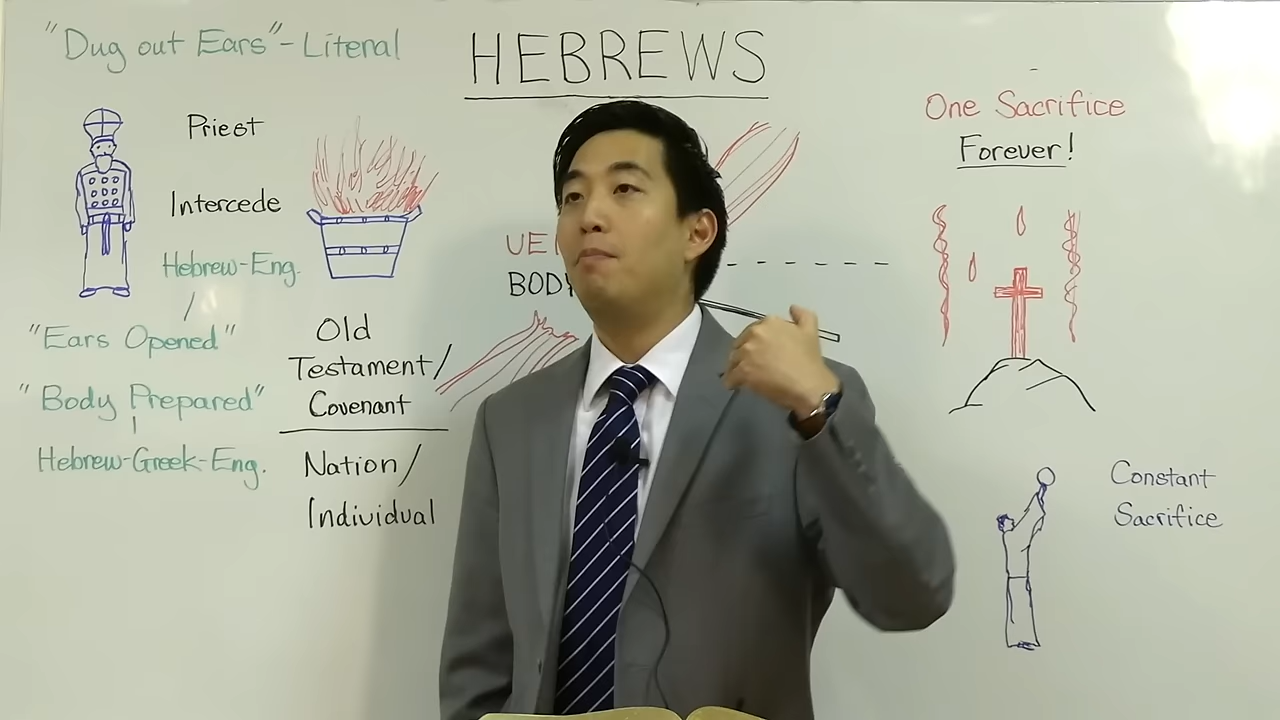 "Dug out Ears"-Literal
HEBREWS
Priest
Intercede
Hebrew-Eng.
"Ears Opened"
"Body Prepared"
Hebrew-Greek-Eng.
Old
Testament/
Covenant
Nation/
Individual
BODY
One Sacrifice
Forever!
Constant
Sacrifice